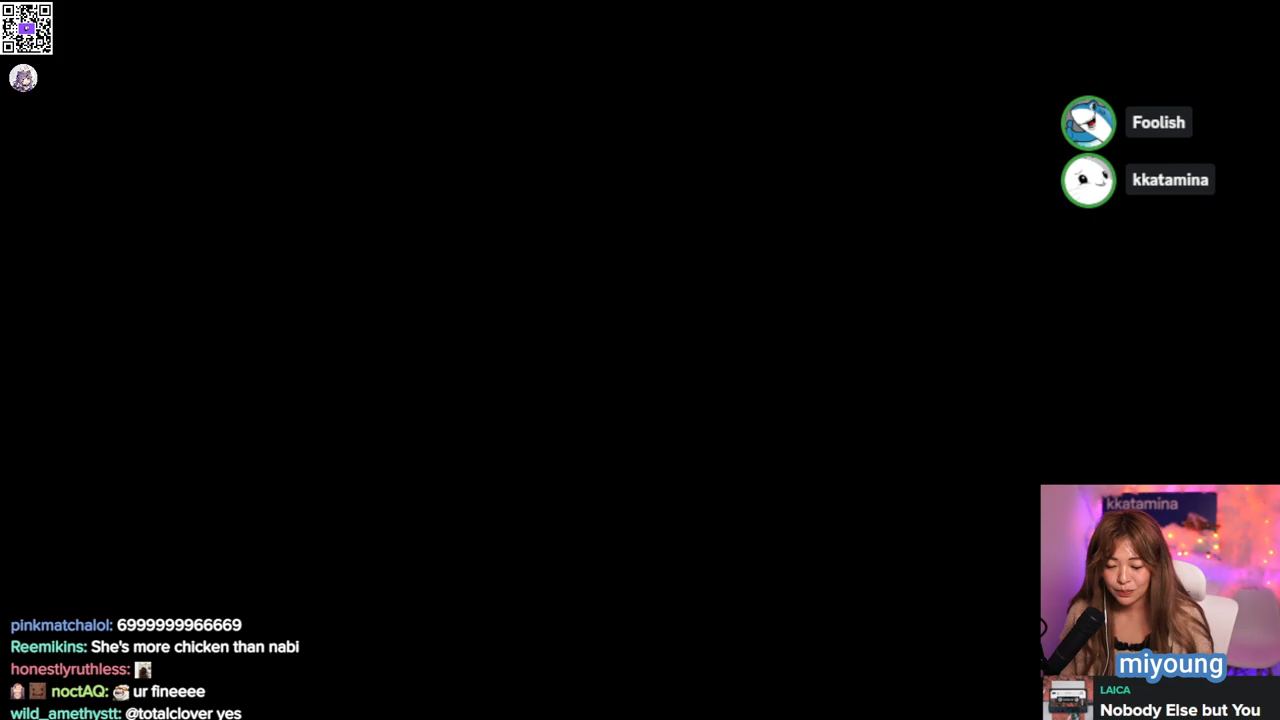 Foolish
kkatamina
kkatamina
pinkmatchalol: 6999999966669
Reemikins: She's more chicken than nabi
honestlyruthless:
noctAQ: ur fineeee
wild_amethystt: @totalclover yes
miyoung
LAICA
Nobody Else but You